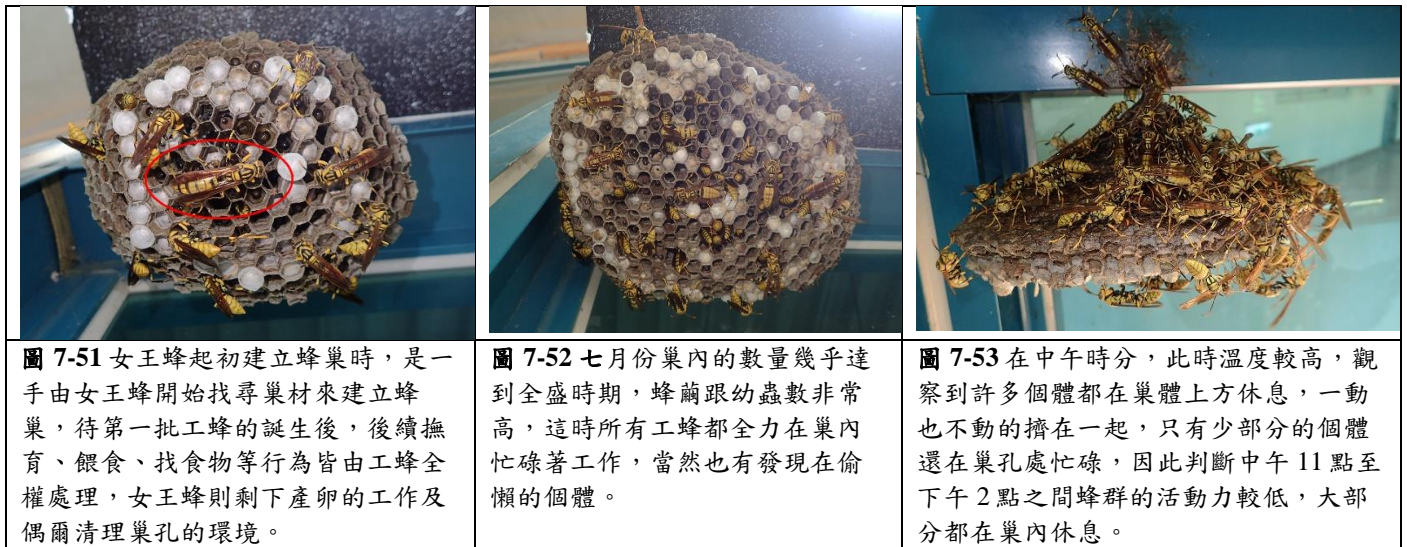 圖 7-51 女王蜂起初建立蜂巢時，是一
手由女王蜂開始找尋巢材來建立蜂
巢，待第一批工蜂的誕生後，後續撫
育、餵食、找食物等行為皆由工蜂全
權處理，女王蜂則剩下產卵的工作及
偶爾清理巢孔的環境。
圖 7-52 七月份巢內的數量幾乎達
到全盛時期，蜂繭跟幼蟲數非常
高，這時所有工蜂都全力在巢內
忙碌著工作，當然也有發現在偷
懶的個體。
圖 7-53 在中午時分，此時溫度較高，觀
察到許多個體都在巢體上方休息，一動
也不動的擠在一起，只有少部分的個體
還在巢孔處忙碌，因此判斷中午 11 點至
下午 2 點之間蜂群的活動力較低，大部
分都在巢內休息。